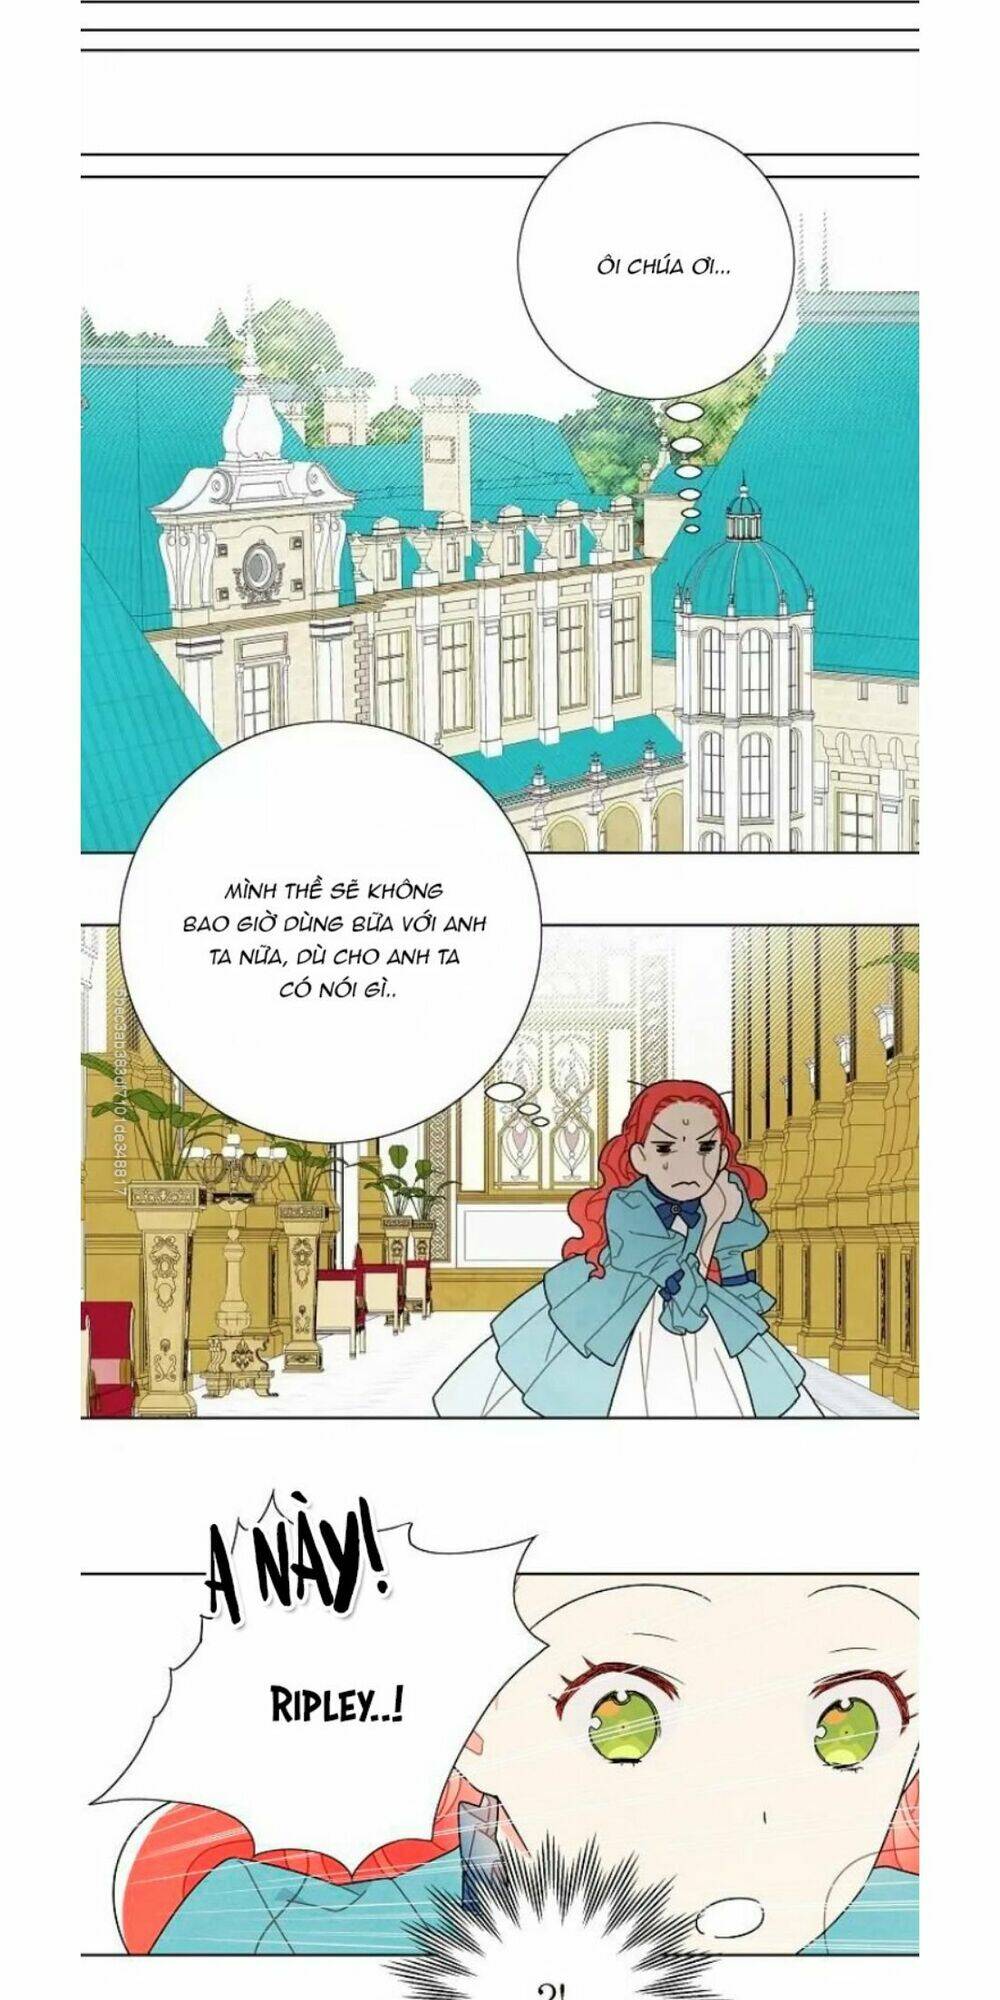 ÔI CHÚA ƠI...
MÌNH THỀ SẼ KHÔNG
BAO GIỜ DÙNG BỮA VỚI ANH
TA NỮA, DÙ CHO ANH TA
CÓ NÓI GÌ..
A NÀY!
RIPLEY..!
?!